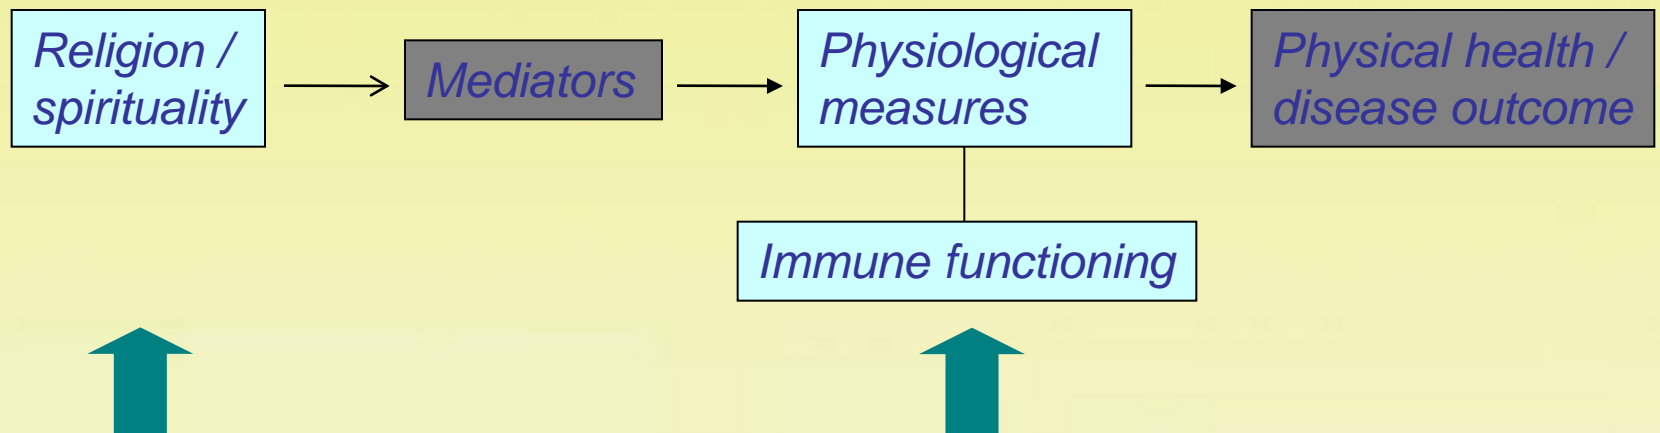 Religion /
spirituality
Mediators
Physiological
measures
Physical health /
disease outcome
Immune functioning